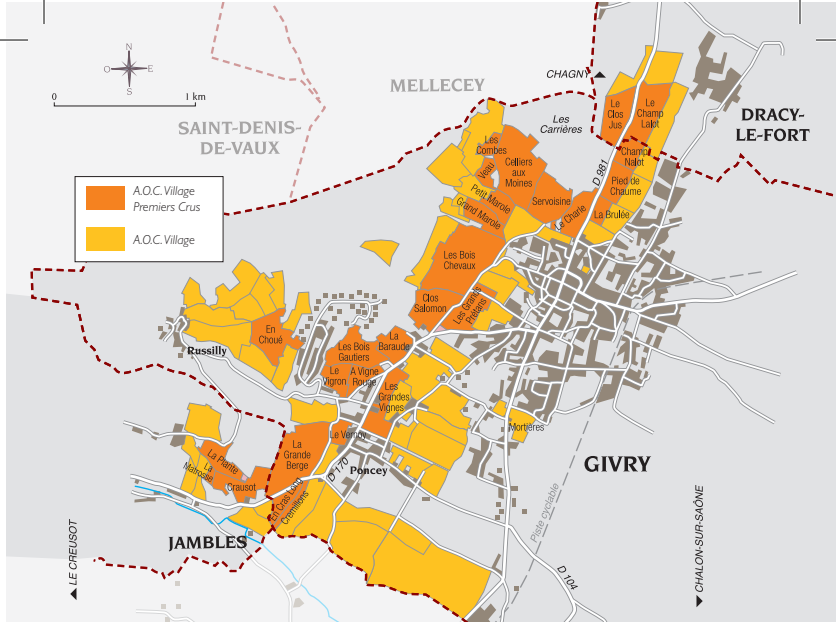 N
O
E
S
0
1 km
CHAGNY
MELLECEY
Les
Carrières
SAINT-DENIS-
DE-VAUX
DRACY-
LE-FORT
A.O.C. Village
Premiers Crus
A.O.C. Village
Le
Clos
Jus
Le
Champ
Lalot
Champ
Nalot
Pied de
Chaume
La Brûlée
D 981
Les
Combes
Veau
Celliers
aux
Moines
Petit Marole
Grand Marole
Servoisine
Le Charle
Les Bois
Chevaux
Clos
Salomon
Les Grands
Prétans
En
Choué
Russilly
Les Bois
Gautiers
La
Baraude
Le
Vigron
A Vigne
Rouge
Les
Grandes
Vignes
Le Vernoy
Mortières
La
Grande
Berge
La Plante
La
Matrosse
Crausot
En Cras Long
Crémillons
D 170
Poncey
GIVRY
JAMBLES
LE CREUSOT
Piste cyclable
D 104
CHALON-SUR-SAÔNE